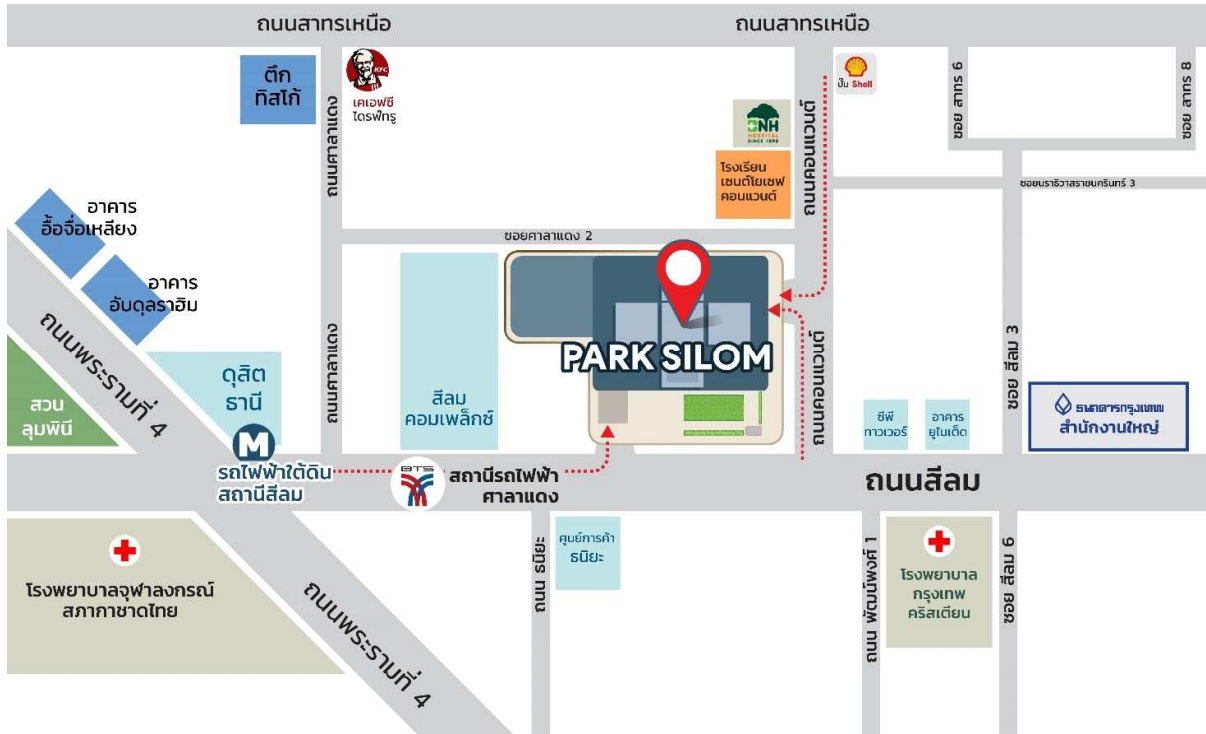 ถนนสาทรเหนือ
ถนนสาทรเหนือ
ตึก
ทิสโก้
KFC
เคเอฟซี
ไดรฟ์ทรู
ถนนศาลาแดง
NH
HOSPITAL
SINCE 1898
โรงเรียน
เซนต์โยเซฟ
คอนแวนต์
ถนนคอนแวนต์
ปั๊ม Shell
ซอย สาทร 6
ซอย สาทร 8
ซอยนราธิวาสราชนครินทร์ 3
ซอยศาลาแดง 2
อาคาร
อื้อจื่อเหลียง
อาคาร
อับดุลราฮิม
ถนนพระรามที่ 4
สวน
ลุมพินี
ดุสิต
ธานี
M
รถไฟฟ้าใต้ดิน
สถานีสีลม
ถนนศาลาแดง
สีลม
คอมเพล็กซ์
PARK SILOM
ถนนคอนแวนต์
ซีพี
ทาวเวอร์
อาคาร
ยูไนเต็ด
ซอย สีลม 3
ธนาคารกรุงเทพ
สำนักงานใหญ่
BTS
สถานีรถไฟฟ้า
ศาลาแดง
ถนนสีลม
โรงพยาบาลจุฬาลงกรณ์
สภากาชาดไทย
ถนนพระรามที่ 4
ถนน ธนิยะ
ศูนย์การค้า
ธนิยะ
ถนน พัฒน์พงศ์ 1
โรงพยาบาล
กรุงเทพ
คริสเตียน
ซอย สีลม 6